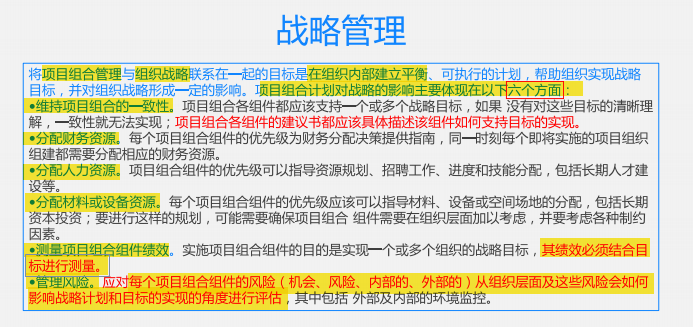 战略管理
将项目组合管理与组织战略联系在一起的目标是在组织内部建立平衡、可执行的计划，帮助组织实现战略
目标，并对组织战略形成一定的影响。项目组合计划对战略的影响主要体现在以下六个方面：
•维持项目组合的一致性。项目组合各组件都应该支持一个或多个战略目标，如果 没有对这些目标的清晰理
解，一致性就无法实现；项目组合各组件的建议书都应该具体描述该组件如何支持目标的实现。
•分配财务资源。每个项目组合组件的优先级为财务分配决策提供指南，同一时刻每个即将实施的项目组织
组建都需要分配相应的财务资源。
•分配人力资源。项目组合组件的优先级可以指导资源规划、招聘工作、进度和技能分配，包括长期人才建
设等。
•分配材料或设备资源。每个项目组合组件的优先级应该可以指导材料、设备或空间场地的分配，包括长期
资本投资；要进行这样的规划，可能需要确保项目组合 组件需要在组织层面加以考虑，并要考虑各种制约
因素。
•测量项目组合组件绩效。实施项目组合组件的目的是实现一个或多个组织的战略目标，其绩效必须结合目
标进行测量。
•管理风险。应对每个项目组合组件的风险（机会、风险、内部的、外部的）从组织层面及这些风险会如何
影响战略计划和目标的实现的角度进行评估，其中包括 外部及内部的环境监控。